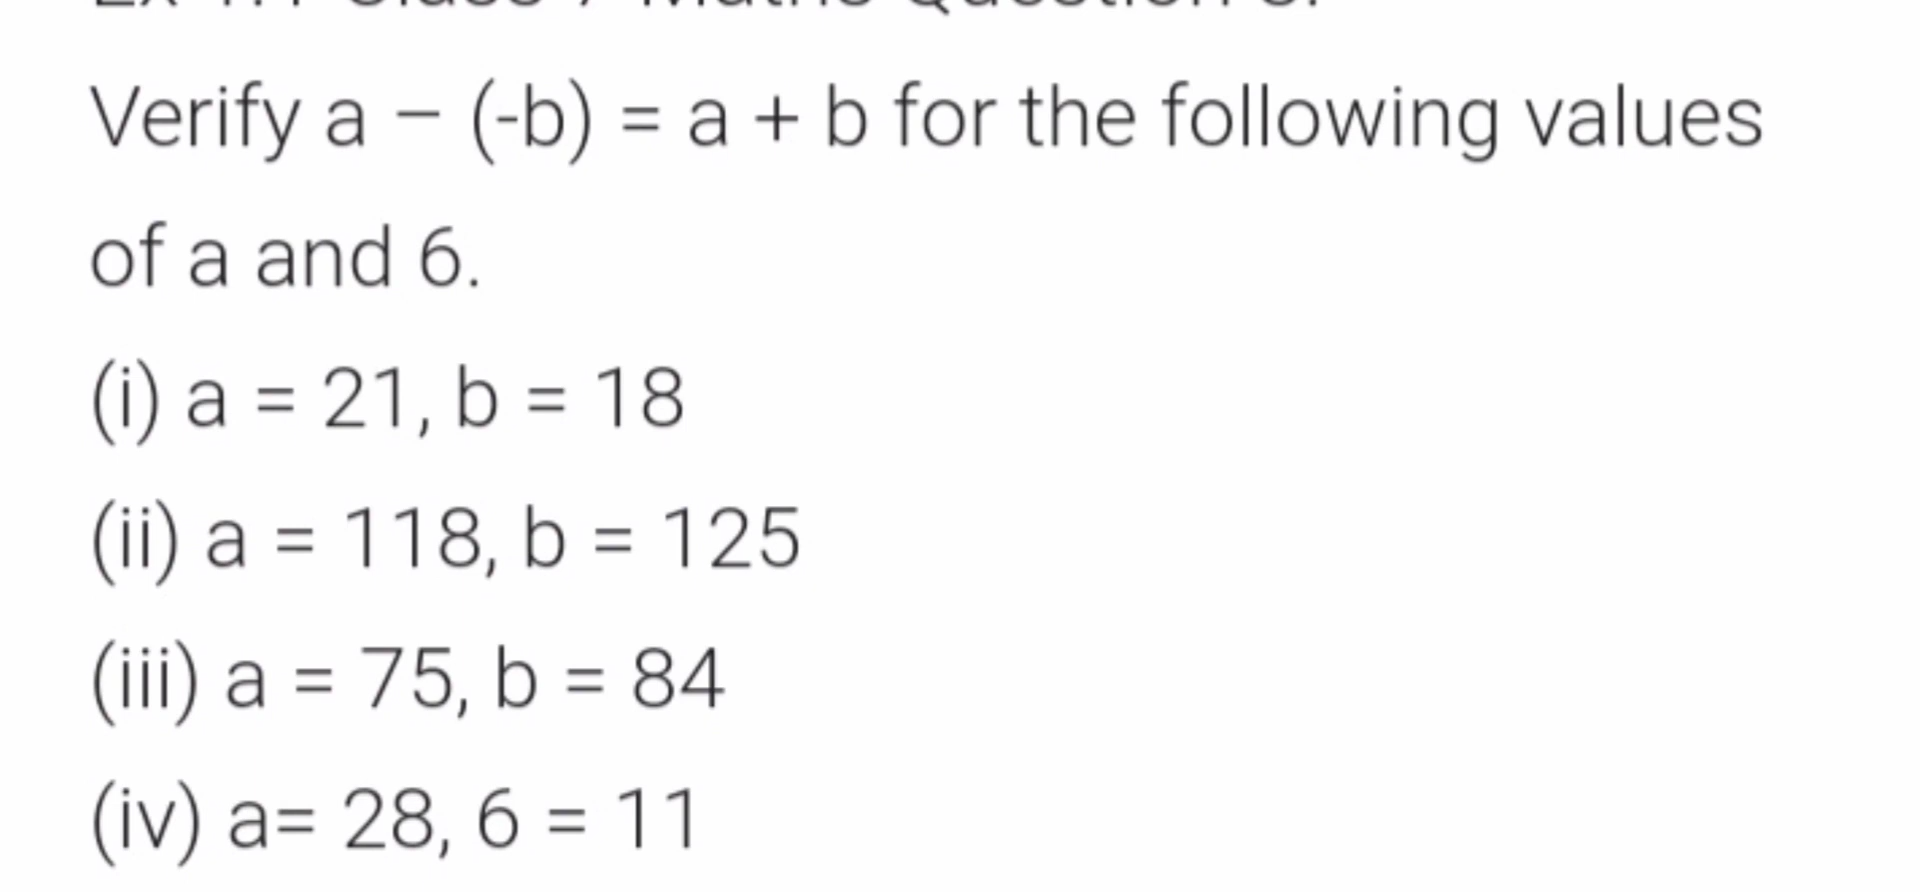 Verify a – (-b) = a + b for the following values
of a and 6.
(i) a = 21, b = 18
(ii) a = 118, b = 125
(iii) a = 75, b = 84
(iv) a= 28, 6 = 11